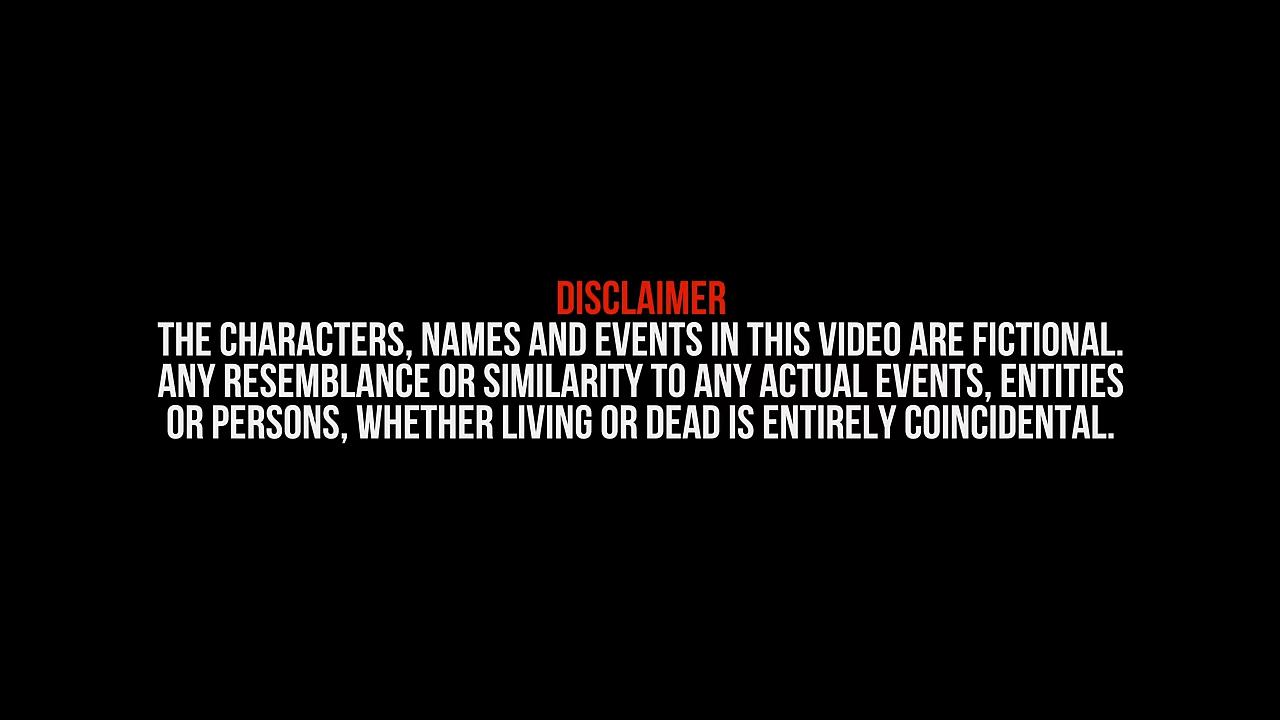 DISCLAIMER
THE CHARACTERS, NAMES AND EVENTS IN THIS VIDEO ARE FICTIONAL.
ANY RESEMBLANCE OR SIMILARITY TO ANY ACTUAL EVENTS, ENTITIES
OR PERSONS, WHETHER LIVING OR DEAD IS ENTIRELY COINCIDENTAL.